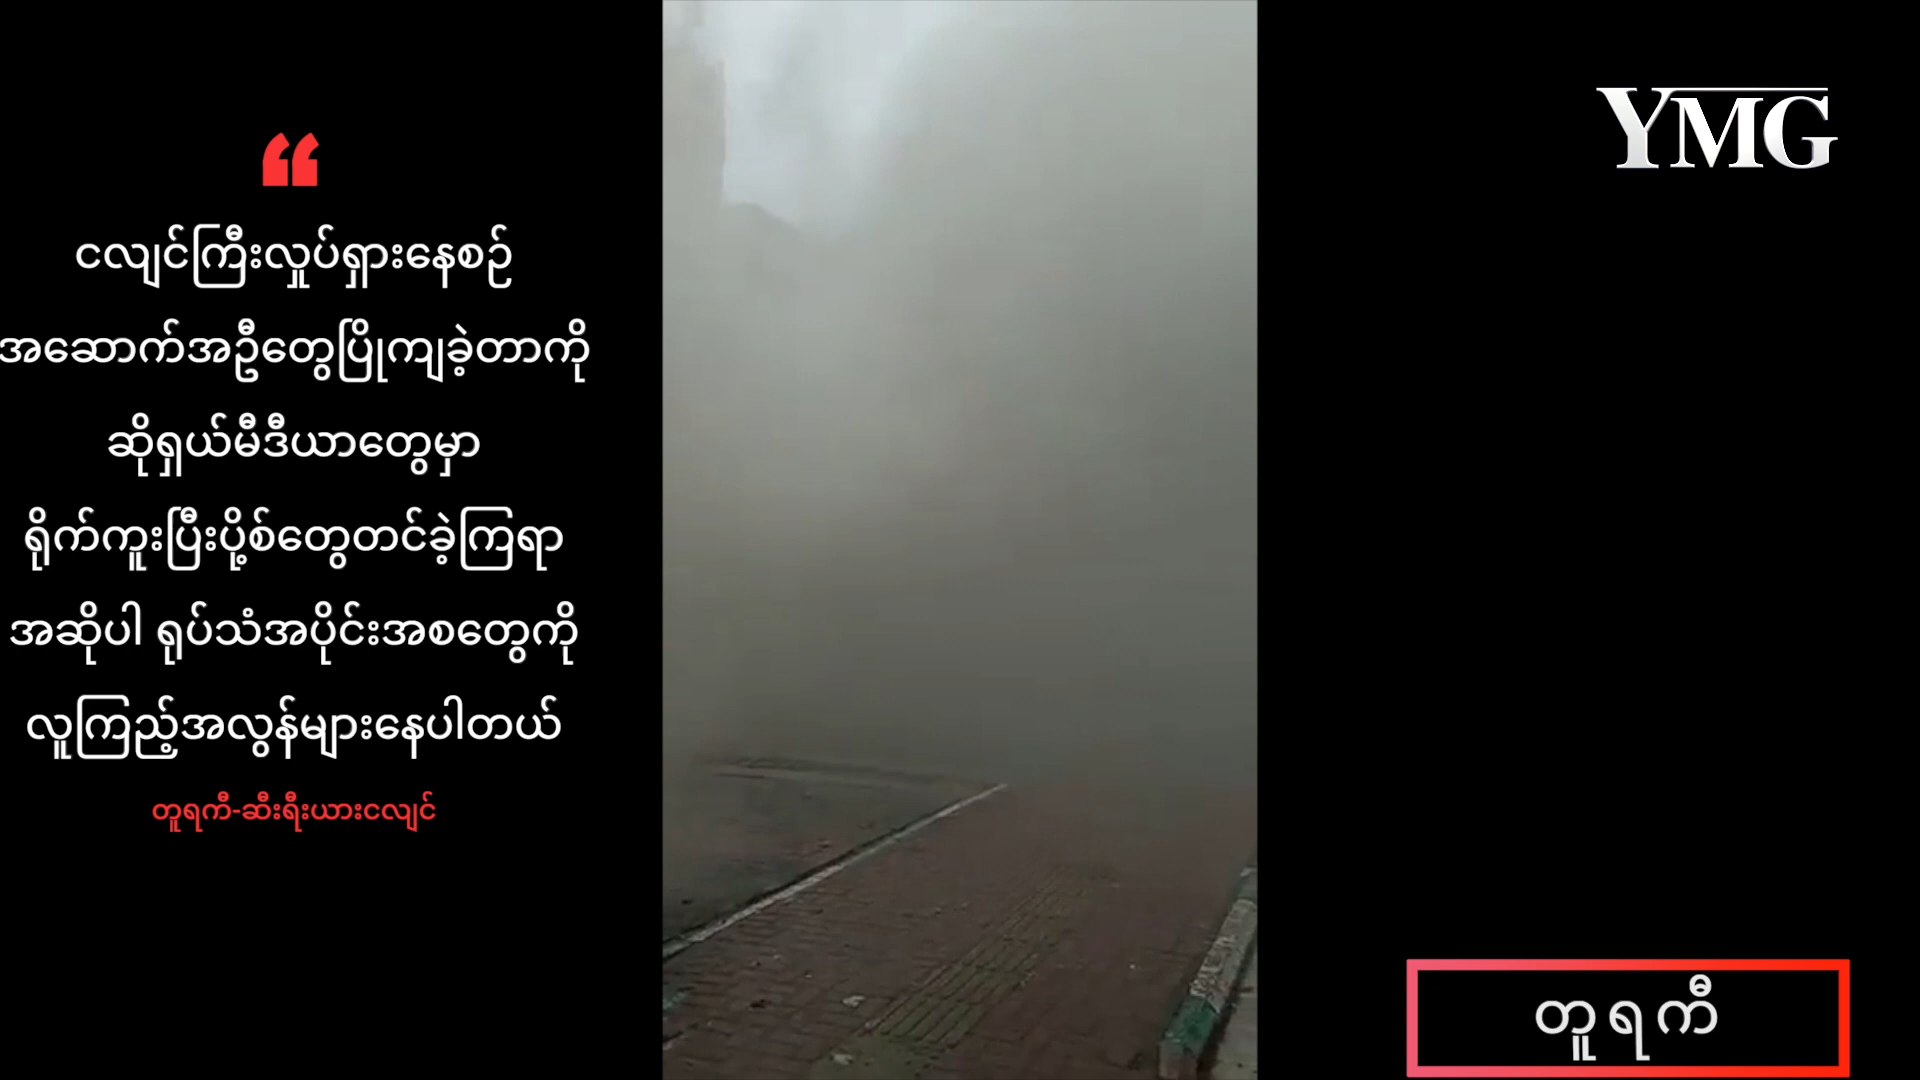 ငလျင်ကြီးလှုပ်ရှားနေစဉ်
အဆောက်အဦတွေပြိုကျခဲ့တာကို
ဆိုရှယ်မီဒီယာတွေမှာ
ရိုက်ကူးပြီးပို့စ်တွေတင်ခဲ့ကြရာ
အဆိုပါ ရုပ်သံအပိုင်းအစတွေကို
လူကြည့်အလွန်များနေပါတယ်
တူရကီ-ဆီးရီးယားငလျင်
YMG
တူရကီ